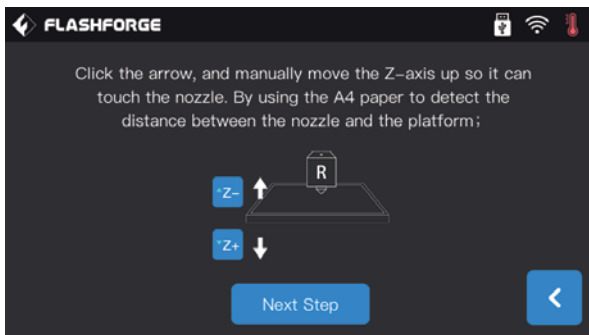 FLASHFORGE
Click the arrow, and manually move the Z-axis up so it can
touch the nozzle. By using the A4 paper to detect the
distance between the nozzle and the platform;
R
Z-
Z+
Next Step